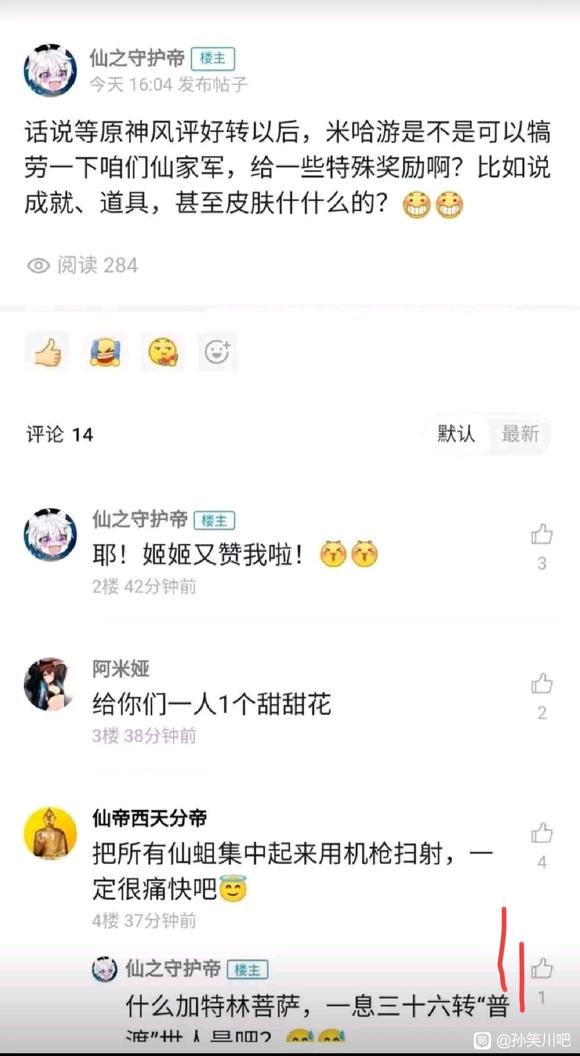 仙之守护帝 楼主
今天 16:04 发布帖子
话说等原神风评好转以后，米哈游是不是可以犒
劳一下咱们仙家军，给一些特殊奖励啊？比如说
成就、道具，甚至皮肤什什么的？
阅读 284
评论 14
默认 最新
仙之守护帝 楼主
耶！姬姬又赞我啦！
3
2楼 42分钟前
阿米娅
给你们一人1个甜甜花
2
3楼 38分钟前
仙帝西天分帝
把所有仙蛆集中起来用机枪扫射，一
定很痛快吧
4
4楼 37分钟前
仙之守护帝 楼主
什么加特林菩萨，一息三十六转“普
1
渡”世人是吧？
贴 @孙笑川吧